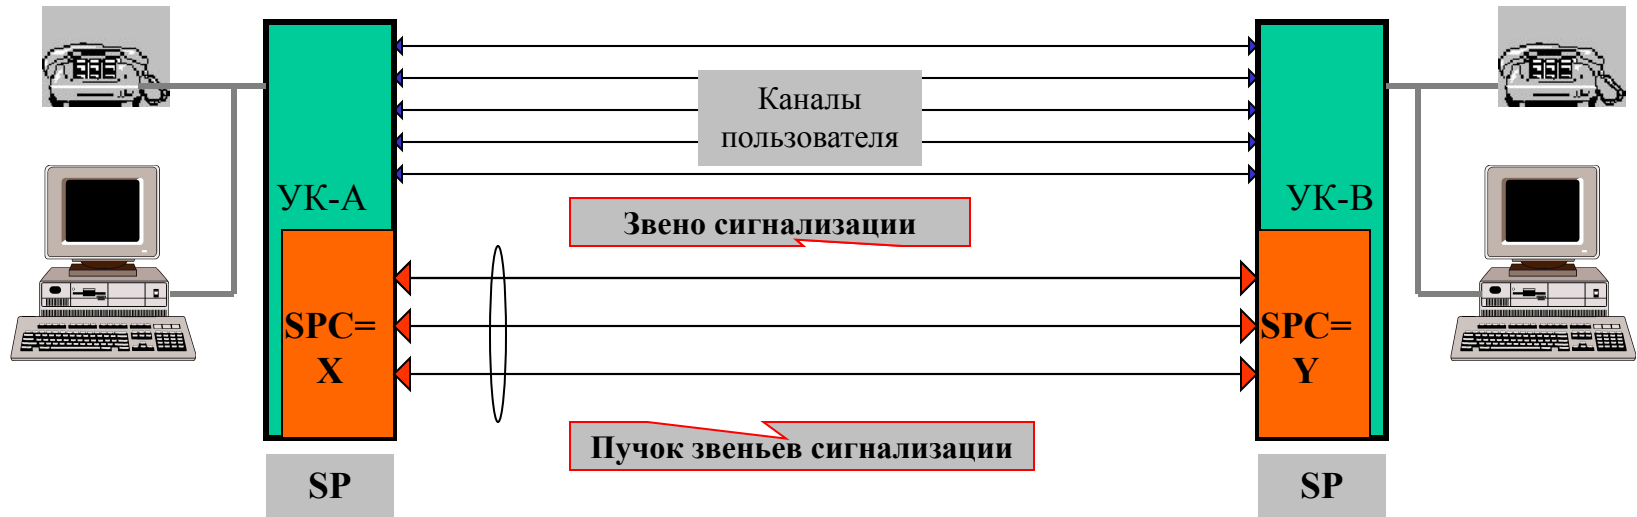 Каналы
пользователя
УК-А
УК-В
Звено сигнализации
SPC=
X
SPC=
Y
Пучок звеньев сигнализации
SP
SP